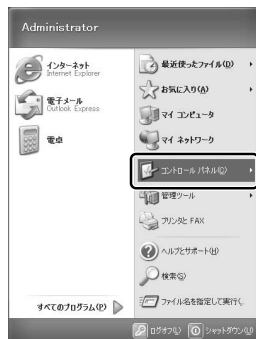 Administrator
インターネット
Internet Explorer
電子メール
Outlook Express
電卓
すべてのプログラム(P)
最近使ったファイル(D)
お気に入り(A)
マイ コンピュータ
マイ ネットワーク
コントロール パネル(C)
管理ツール
プリンタと FAX
ヘルプとサポート(H)
検索(S)
ファイル名を指定して実行(
ログオフ(L)
シャットダウン(U)